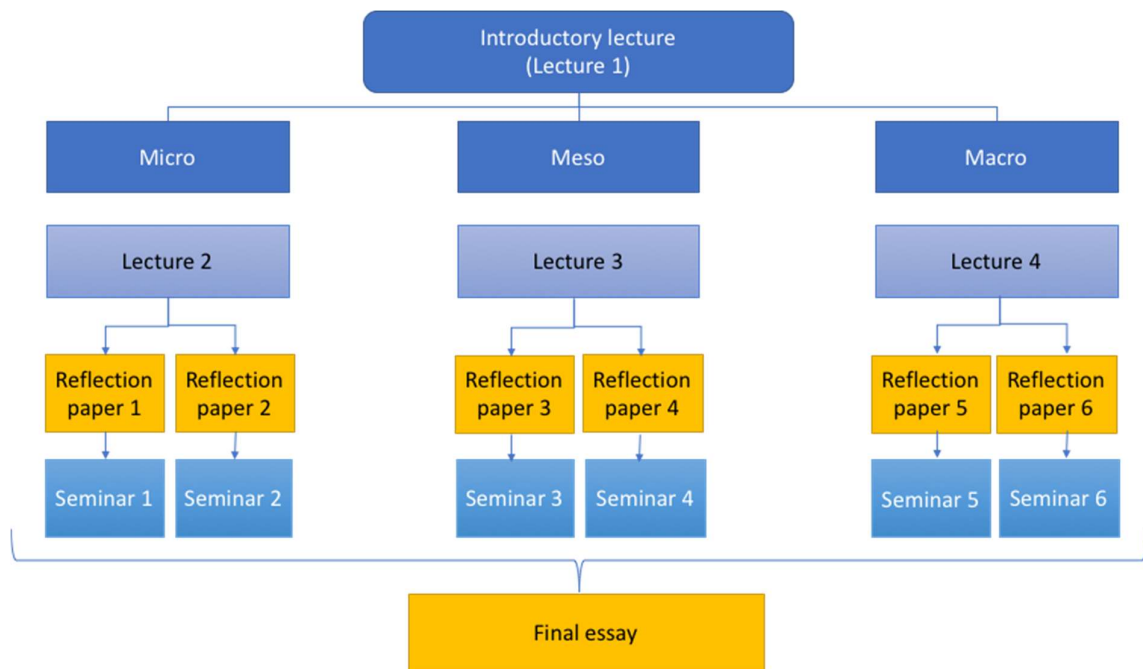 Introductory lecture
(Lecture 1)
Micro
Meso
Macro
Lecture 2
Lecture 3
Lecture 4
Reflection
paper 1
Reflection
paper 2
Reflection
paper 3
Reflection
paper 4
Reflection
paper 5
Reflection
paper 6
Seminar 1
Seminar 2
Seminar 3
Seminar 4
Seminar 5
Seminar 6
Final essay